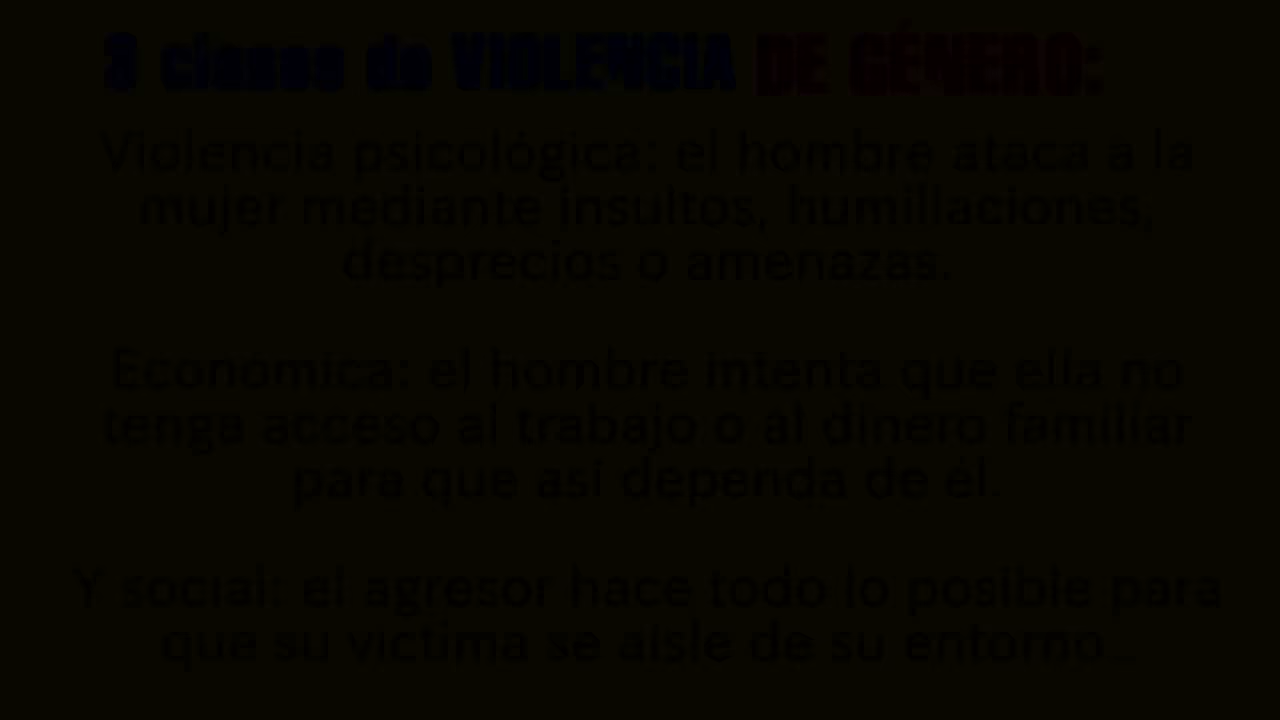 3 clases de VIOLENCIA DE GÉNERO:
Violencia psicológica: el hombre ataca a la
mujer mediante insultos, humillaciones,
desprecios o amenazas.
Economica: el hombre intenta que ella no
tenga acceso al trabajo o al dinero familiar
para que así dependa de él.
Y social: el agresor hace todo lo posible para
que su víctima se aísle de su entorno...